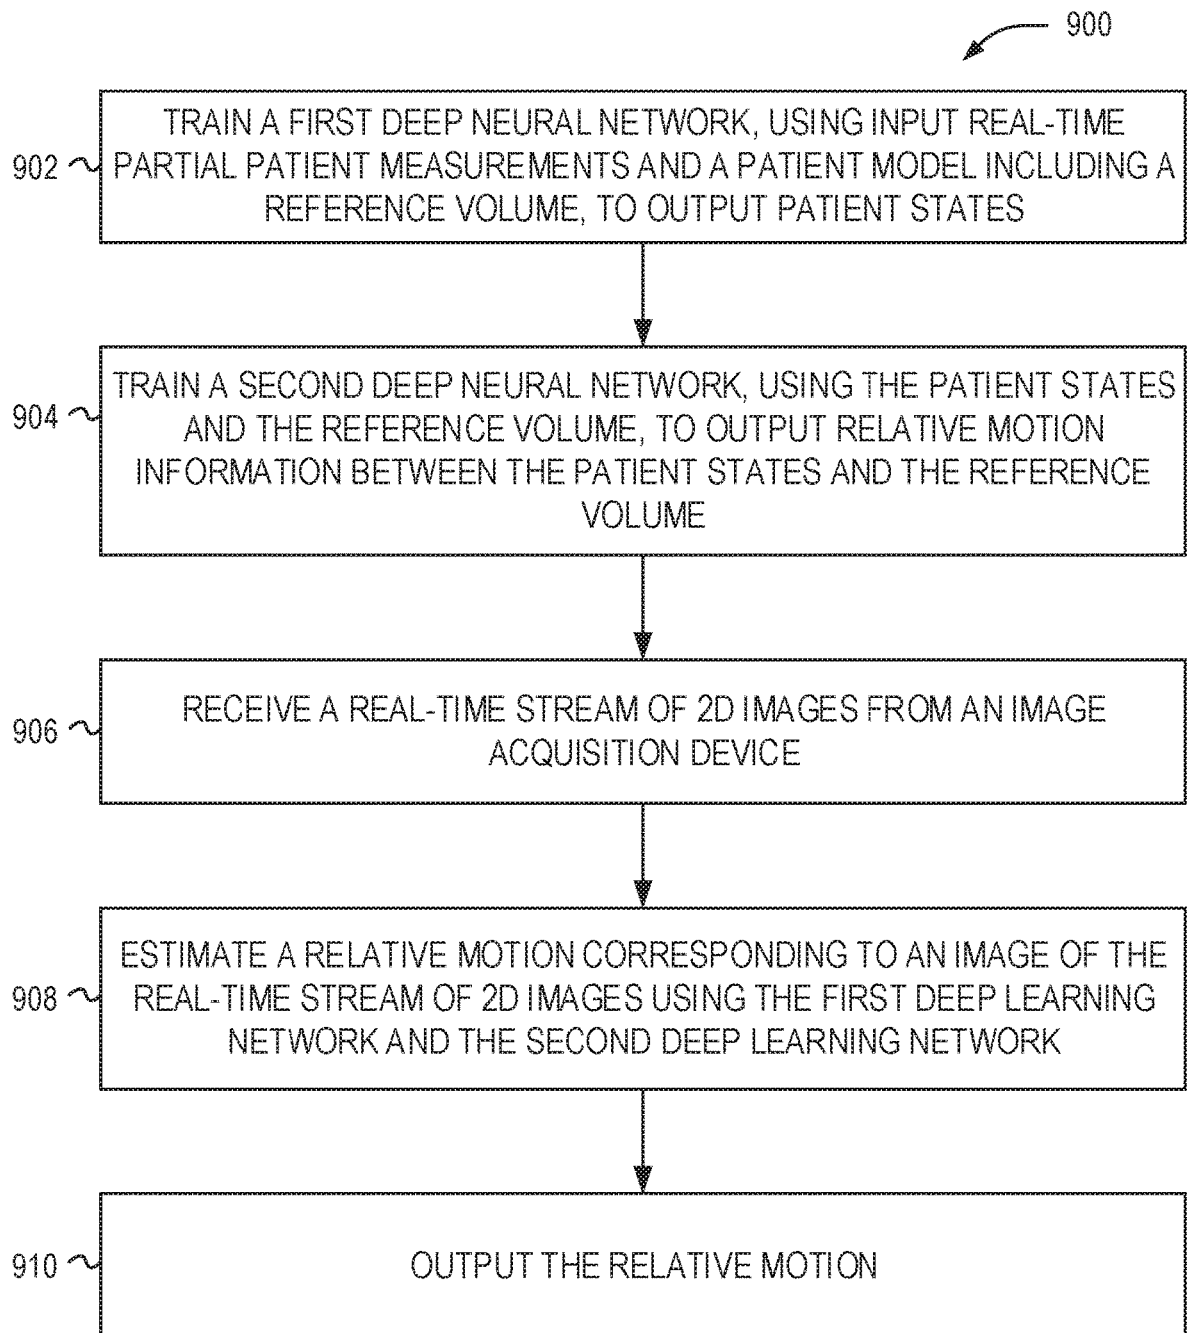 900
902
TRAIN A FIRST DEEP NEURAL NETWORK, USING INPUT REAL-TIME
PARTIAL PATIENT MEASUREMENTS AND A PATIENT MODEL INCLUDING A
REFERENCE VOLUME, TO OUTPUT PATIENT STATES
904
TRAIN A SECOND DEEP NEURAL NETWORK, USING THE PATIENT STATES
AND THE REFERENCE VOLUME, TO OUTPUT RELATIVE MOTION
INFORMATION BETWEEN THE PATIENT STATES AND THE REFERENCE
VOLUME
906
RECEIVE A REAL-TIME STREAM OF 2D IMAGES FROM AN IMAGE
ACQUISITION DEVICE
908
ESTIMATE A RELATIVE MOTION CORRESPONDING TO AN IMAGE OF THE
REAL-TIME STREAM OF 2D IMAGES USING THE FIRST DEEP LEARNING
NETWORK AND THE SECOND DEEP LEARNING NETWORK
910
OUTPUT THE RELATIVE MOTION